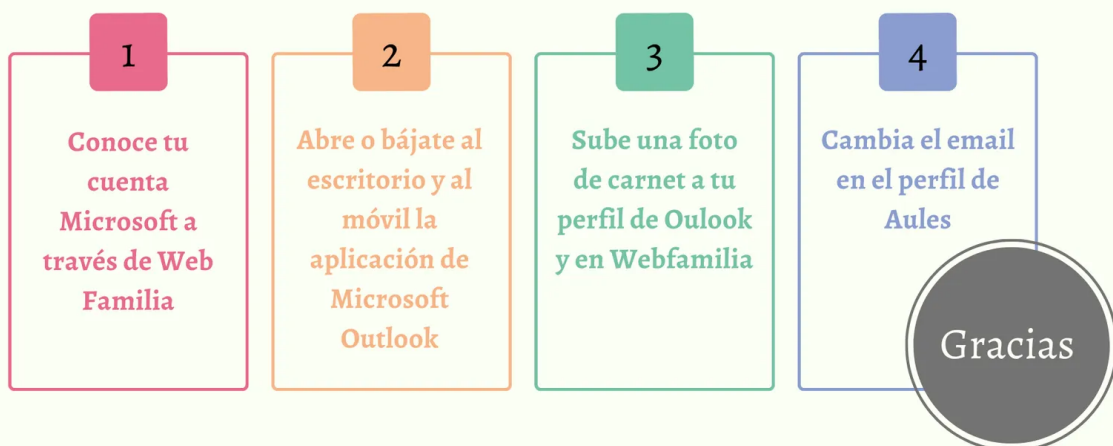 1
Conoce tu
cuenta
Microsoft a
través de Web
Familia
2
Abre o bájate al
escritorio y al
móvil la
aplicación de
Microsoft
Outlook
3
Sube una foto
de carnet a tu
perfil de Oulook
y en Webfamilia
4
Cambia el email
en el perfil de
Aules
Gracias